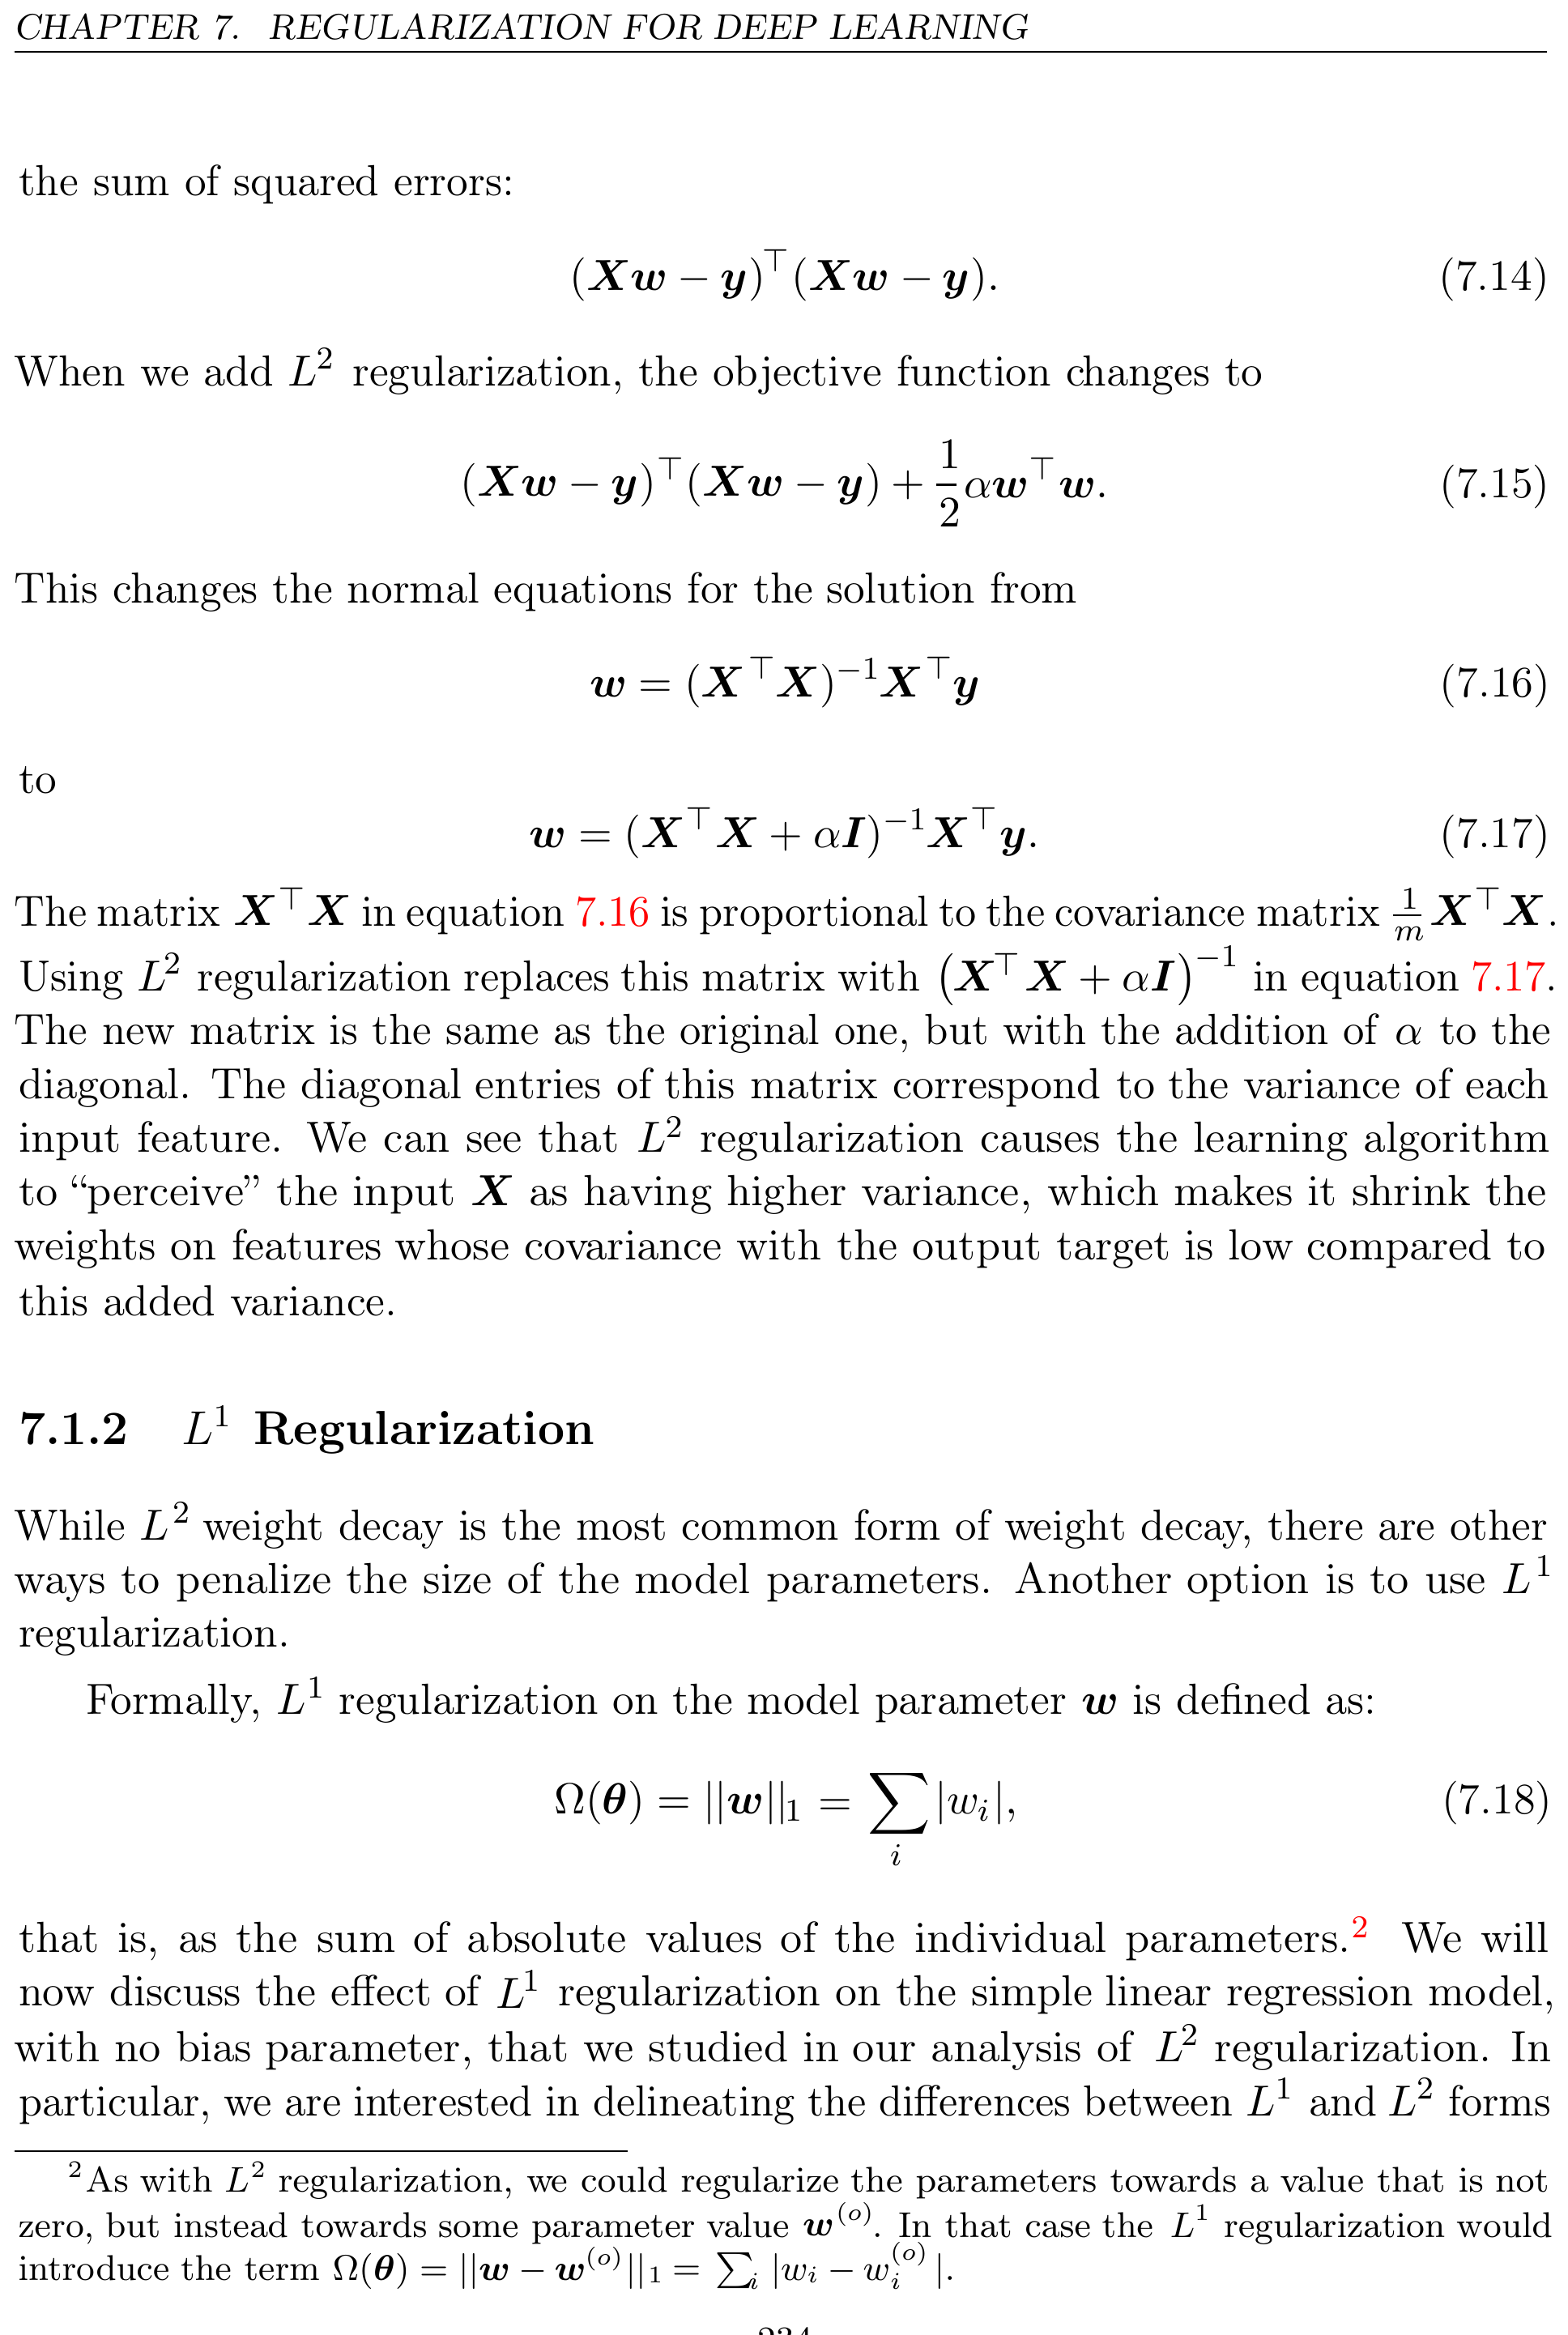 CHAPTER 7. REGULARIZATION FOR DEEP LEARNING
the sum of squared errors:
(Xw − y)⊤(Xw − y). (7.14)
When we add L² regularization, the objective function changes to
(Xw − y)⊤(Xw − y) + 1/2 αw⊤w. (7.15)
This changes the normal equations for the solution from
w = (X⊤X)⁻¹X⊤y (7.16)
to
w = (X⊤X + αI)⁻¹X⊤y. (7.17)
The matrix X⊤X in equation 7.16 is proportional to the covariance matrix 1/m X⊤X.
Using L² regularization replaces this matrix with (X⊤X + αI)⁻¹ in equation 7.17.
The new matrix is the same as the original one, but with the addition of α to the
diagonal. The diagonal entries of this matrix correspond to the variance of each
input feature. We can see that L² regularization causes the learning algorithm
to “perceive” the input X as having higher variance, which makes it shrink the
weights on features whose covariance with the output target is low compared to
this added variance.
7.1.2 L¹ Regularization
While L² weight decay is the most common form of weight decay, there are other
ways to penalize the size of the model parameters. Another option is to use L¹
regularization.
Formally, L¹ regularization on the model parameter w is defined as:
Ω(θ) = ||w||₁ = ∑ᵢ |wᵢ|, (7.18)
that is, as the sum of absolute values of the individual parameters.² We will
now discuss the effect of L¹ regularization on the simple linear regression model,
with no bias parameter, that we studied in our analysis of L² regularization. In
particular, we are interested in delineating the differences between L¹ and L² forms
²As with L² regularization, we could regularize the parameters towards a value that is not
zero, but instead towards some parameter value w⁽ᵒ⁾. In that case the L¹ regularization would
introduce the term Ω(θ) = ||w − w⁽ᵒ⁾||₁ = ∑ᵢ |wᵢ − wᵢ⁽ᵒ⁾|.